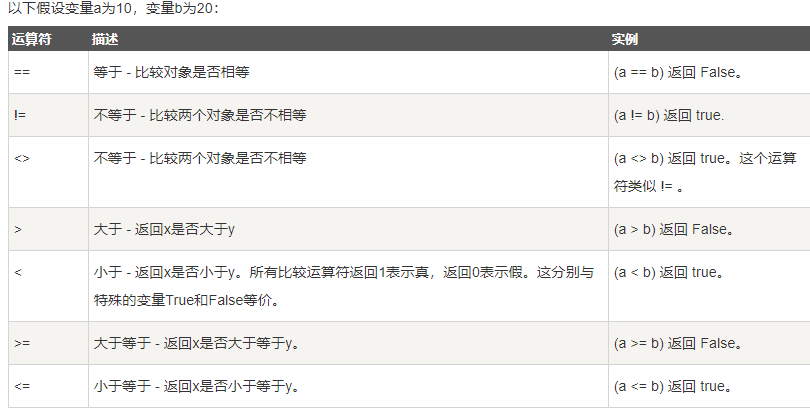 以下假设变量a为10，变量b为20：
运算符 描述 实例
== 等于 - 比较对象是否相等 (a == b) 返回 False。
!= 不等于 - 比较两个对象是否不相等 (a != b) 返回 true.
<> 不等于 - 比较两个对象是否不相等 (a <> b) 返回 true。这个运算
符类似 != 。
> 大于 - 返回x是否大于y (a > b) 返回 False。
< 小于 - 返回x是否小于y。所有比较运算符返回1表示真，返回0表示假。这分别与 (a < b) 返回 true。
特殊的变量True和False等价。
>= 大于等于 - 返回x是否大于等于y。 (a >= b) 返回 False。
<= 小于等于 - 返回x是否小于等于y。 (a <= b) 返回 true。